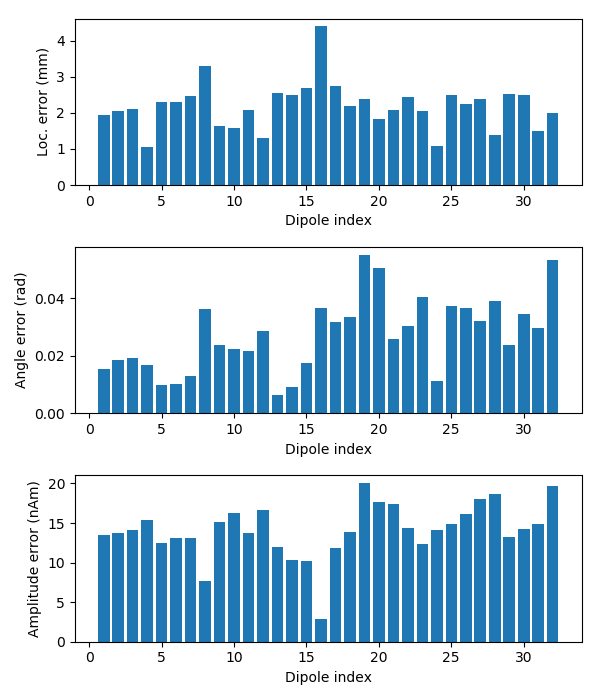 Loc. error (mm)
4
3
2
1
0
0 5 10 15 20 25 30
Dipole index
Angle error (rad)
0.04
0.02
0.00
0 5 10 15 20 25 30
Dipole index
Amplitude error (nAm)
20
15
10
5
0
0 5 10 15 20 25 30
Dipole index